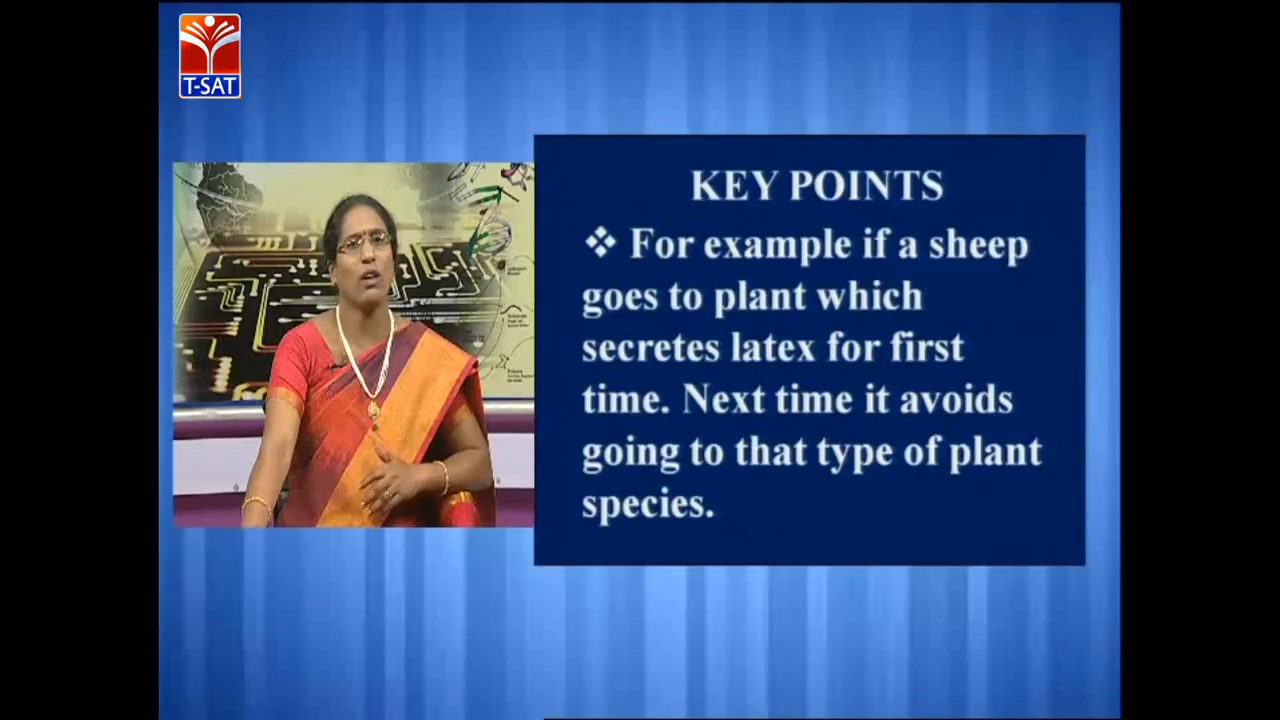 T-SAT
KEY POINTS
❖ For example if a sheep
goes to plant which
secretes latex for first
time. Next time it avoids
going to that type of plant
species.